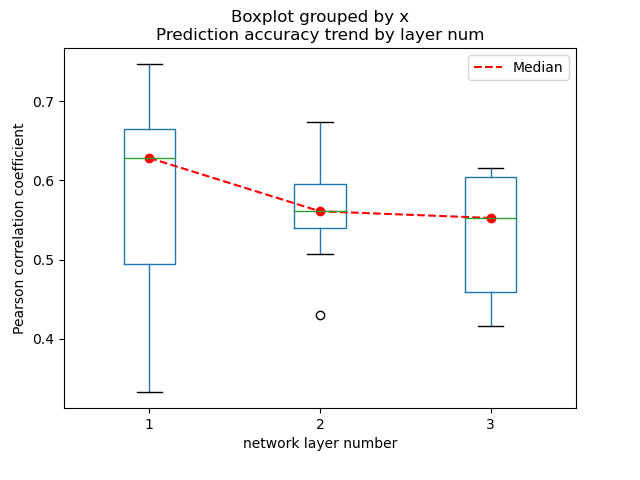 Boxplot grouped by x
Prediction accuracy trend by layer num
Median
0.7
0.6
0.5
0.4
Pearson correlation coefficient
1 2 3
network layer number